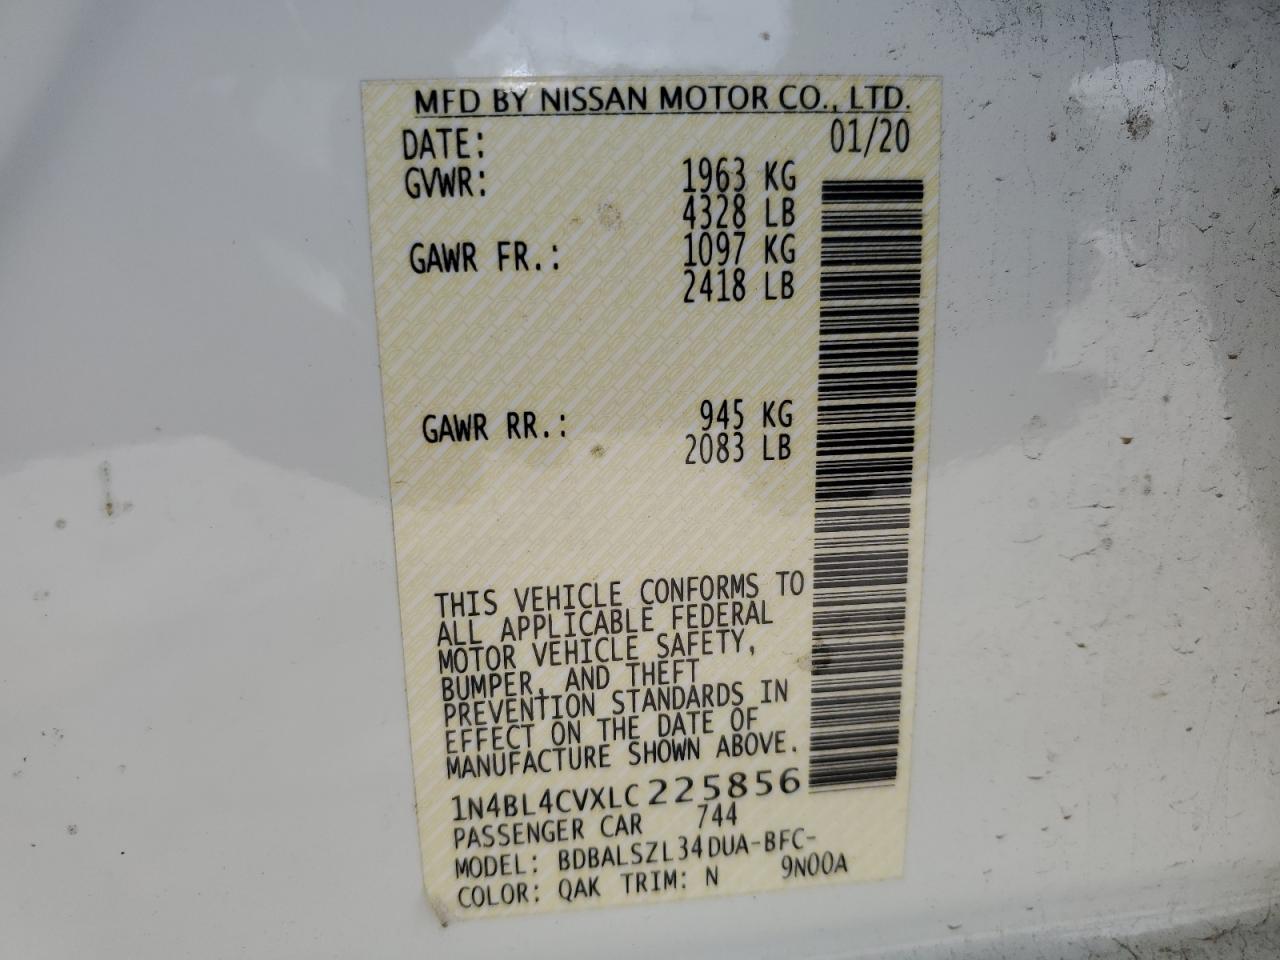 MFD BY NISSAN MOTOR CO., LTD.
DATE: 01/20
GVWR: 1963 KG
4328 LB
GAWR FR.: 1097 KG
2418 LB
GAWR RR.: 945 KG
2083 LB
THIS VEHICLE CONFORMS TO
ALL APPLICABLE FEDERAL
MOTOR VEHICLE SAFETY,
BUMPER, AND THEFT
PREVENTION STANDARDS IN
EFFECT ON THE DATE OF
MANUFACTURE SHOWN ABOVE.
1N4BL4CVXLC225856
PASSENGER CAR 744
MODEL: BDBALSZL34DUA-BFC-
COLOR: QAK TRIM: N 9N00A